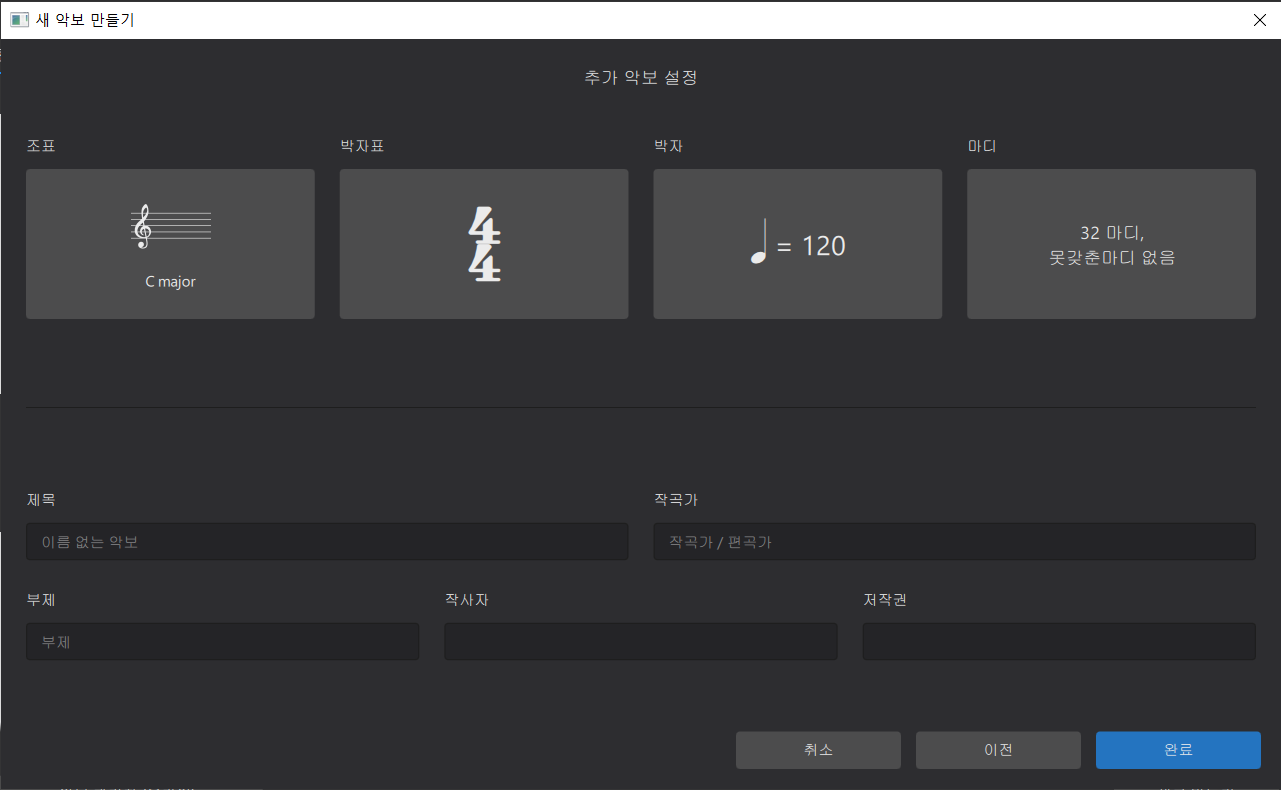 새 악보 만들기
추가 악보 설정
조표
박자표
박자
마디
C major
4
4
= 120
32 마디,
못갖춘마디 없음
제목
작곡가
이름 없는 악보
작곡가 / 편곡가
부제
작사자
저작권
부제
취소
이전
완료